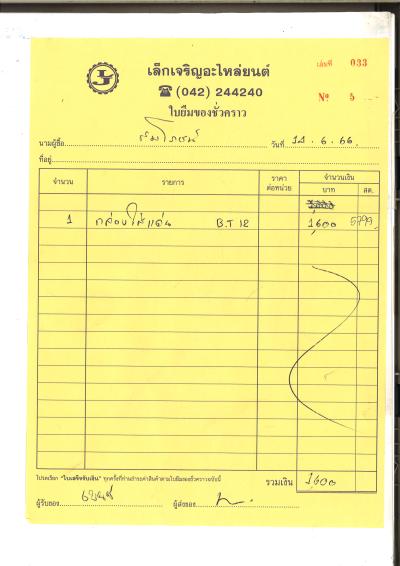 เล็กเจริญอะไหล่ยนต์
เล่มที่ 033
☎ (042) 244240
ใบยืมของชั่วคราว
Nº 5
นามผู้ซื้อ
วันที่ 22 . 6 . 66
ที่อยู่
จำนวน รายการ ราคาต่อหน่วย จำนวนเงิน
บาท สต.
1 กล่องใส่แผ่น B.T 12 1,600
โปรดเรียก "ใบเสร็จรับเงิน" ทุกครั้งที่ท่านชำระค่าสินค้าตามใบยืมของชั่วคราวฉบับนี้
รวมเงิน 1,600
ผู้รับของ ผู้ส่งของ